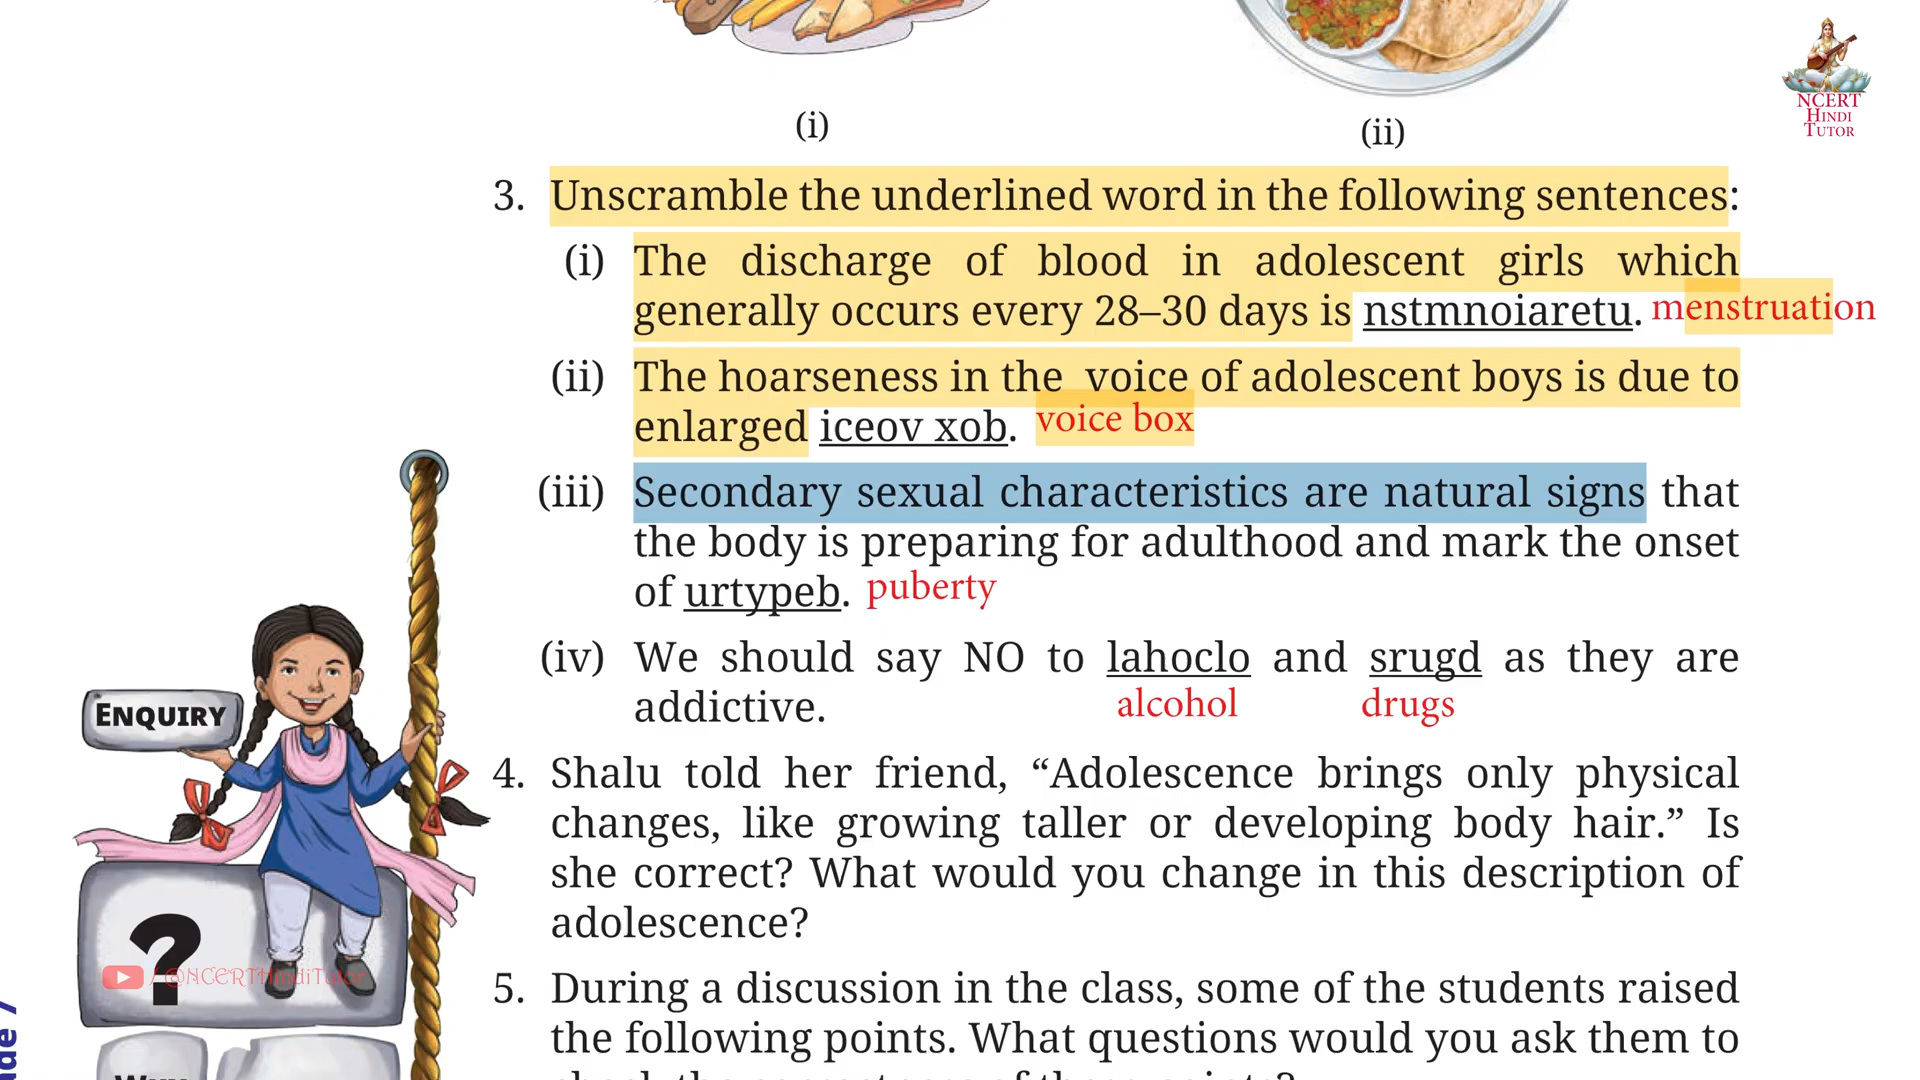 NCERT
HINDI
TUTOR
(i)
(ii)
3. Unscramble the underlined word in the following sentences:
(i) The discharge of blood in adolescent girls which
generally occurs every 28–30 days is nstmnoiaretu. menstruation
(ii) The hoarseness in the voice of adolescent boys is due to
enlarged iceov xob. voice box
(iii) Secondary sexual characteristics are natural signs that
the body is preparing for adulthood and mark the onset
of urtypeb. puberty
(iv) We should say NO to lahoclo and srugd as they are
addictive. alcohol drugs
ENQUIRY
4. Shalu told her friend, “Adolescence brings only physical
changes, like growing taller or developing body hair.” Is
she correct? What would you change in this description of
adolescence?
?
/@NCERTHindiTutor
5. During a discussion in the class, some of the students raised
the following points. What questions would you ask them to